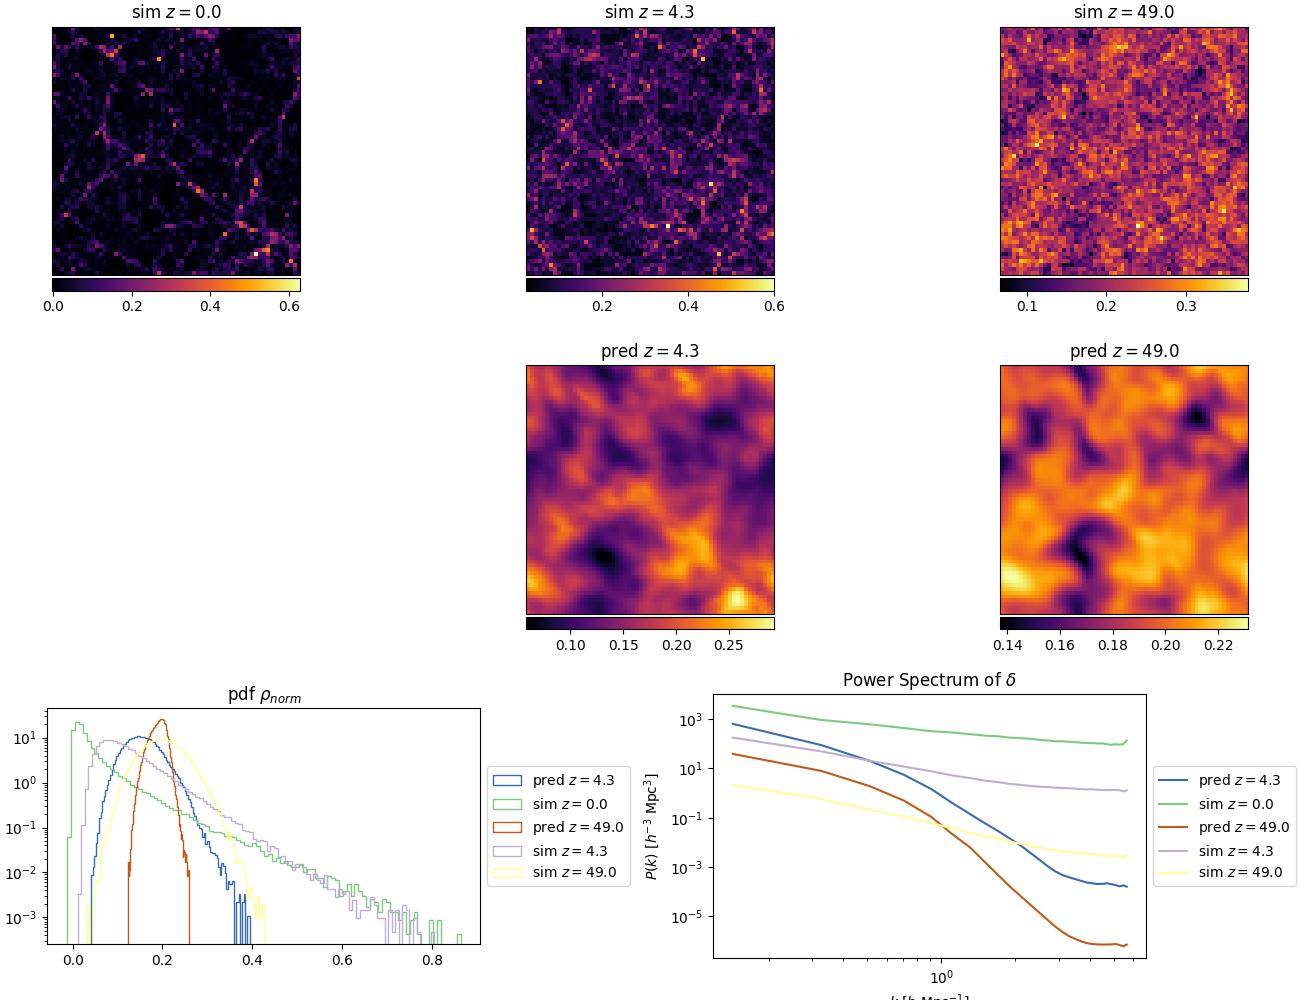 sim z = 0.0
sim z = 4.3
sim z = 49.0
0.0 0.2 0.4 0.6
0.2 0.4 0.6
0.1 0.2 0.3
pred z = 4.3
pred z = 49.0
0.10 0.15 0.20 0.25
0.14 0.16 0.18 0.20 0.22
pdf ρnorm
10¹
10⁰
10⁻¹
10⁻²
10⁻³
0.0 0.2 0.4 0.6 0.8
pred z = 4.3
sim z = 0.0
pred z = 49.0
sim z = 4.3
sim z = 49.0
Power Spectrum of δ
P(k) [h⁻³ Mpc³]
10³
10¹
10⁻¹
10⁻³
10⁻⁵
10⁰
k [h Mpc⁻¹]
pred z = 4.3
sim z = 0.0
pred z = 49.0
sim z = 4.3
sim z = 49.0